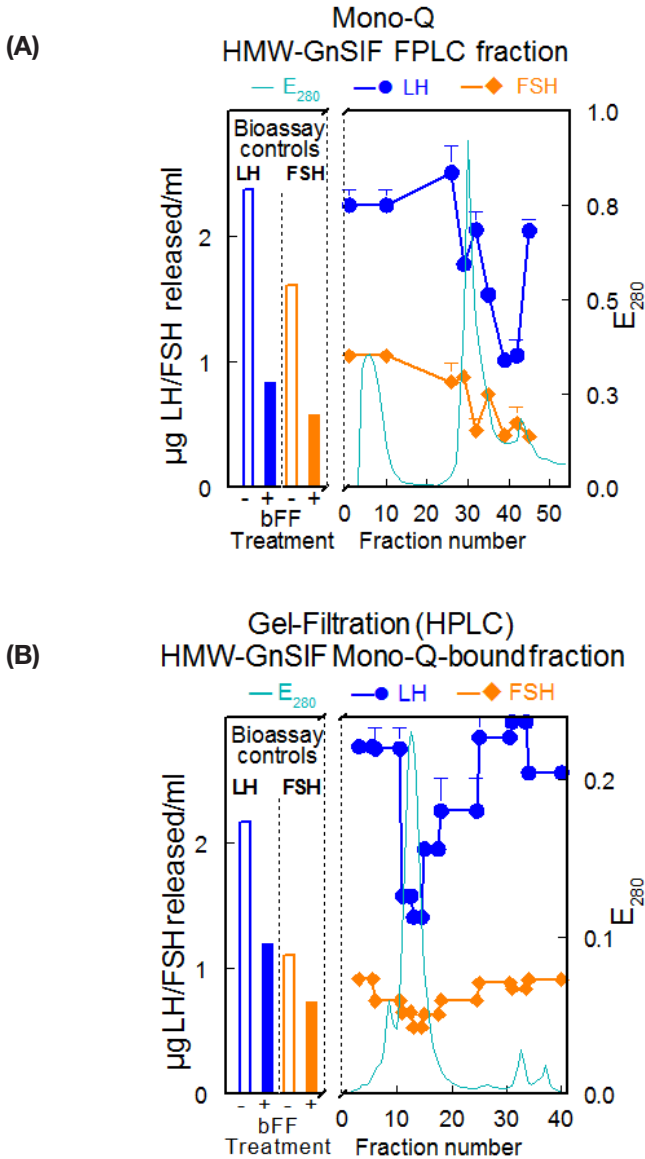 (A)
Mono-Q
HMW-GnSIF FPLC fraction
E280 LH FSH
Bioassay
controls
LH FSH
µg LH/FSH released/ml
2
1
0
- + - +
bFF
Treatment
1.0
0.8
0.5
0.3
0.0
E280
0 10 20 30 40 50
Fraction number
(B)
Gel-Filtration (HPLC)
HMW-GnSIF Mono-Q-bound fraction
E280 LH FSH
Bioassay
controls
LH FSH
µg LH/FSH released/ml
2
1
0
- + - +
bFF
Treatment
0.2
0.1
0.0
E280
0 10 20 30 40
Fraction number